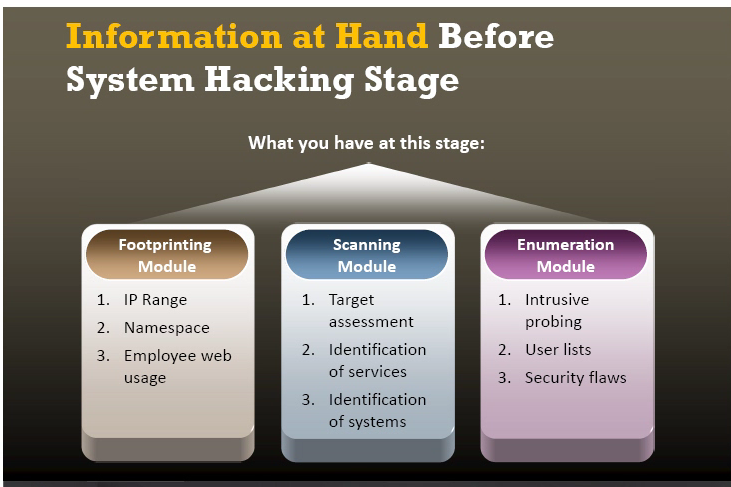 Information at Hand Before
System Hacking Stage
What you have at this stage:
Footprinting
Module
1. IP Range
2. Namespace
3. Employee web
usage
Scanning
Module
1. Target
assessment
2. Identification
of services
3. Identification
of systems
Enumeration
Module
1. Intrusive
probing
2. User lists
3. Security flaws